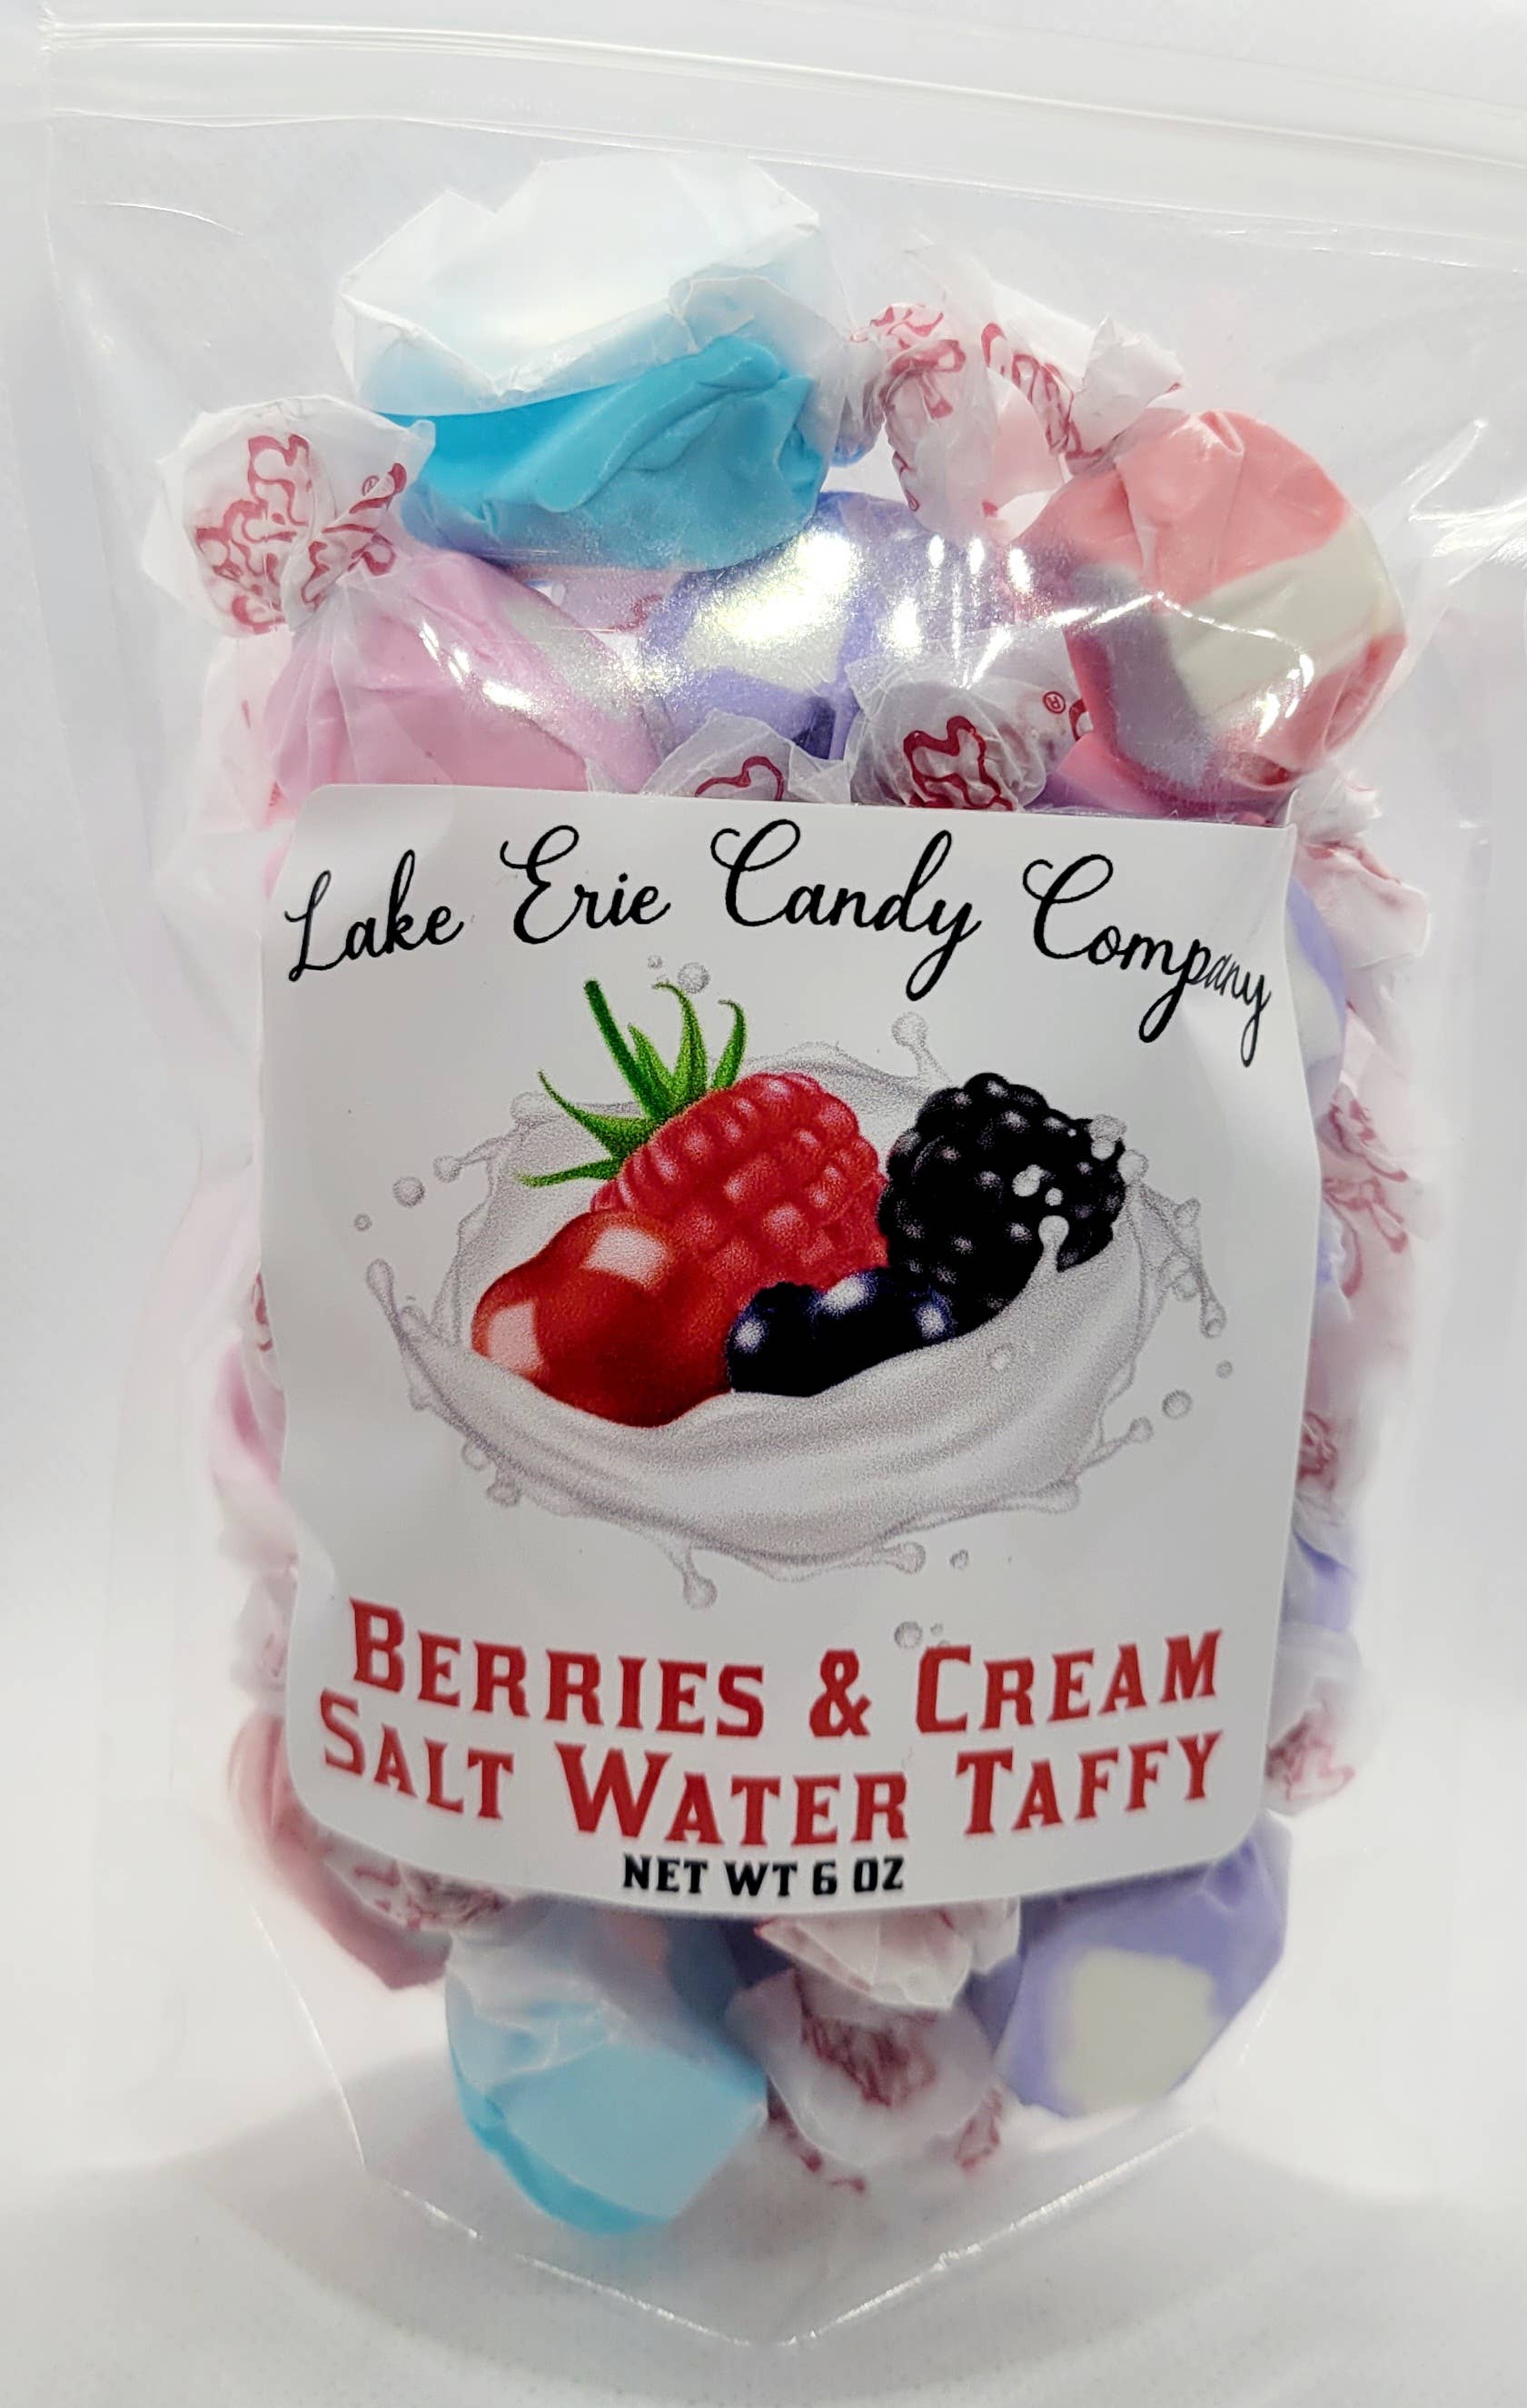 Lake Erie Candy Company
BERRIES & CREAM
SALT WATER TAFFY
NET WT 6 OZ
®